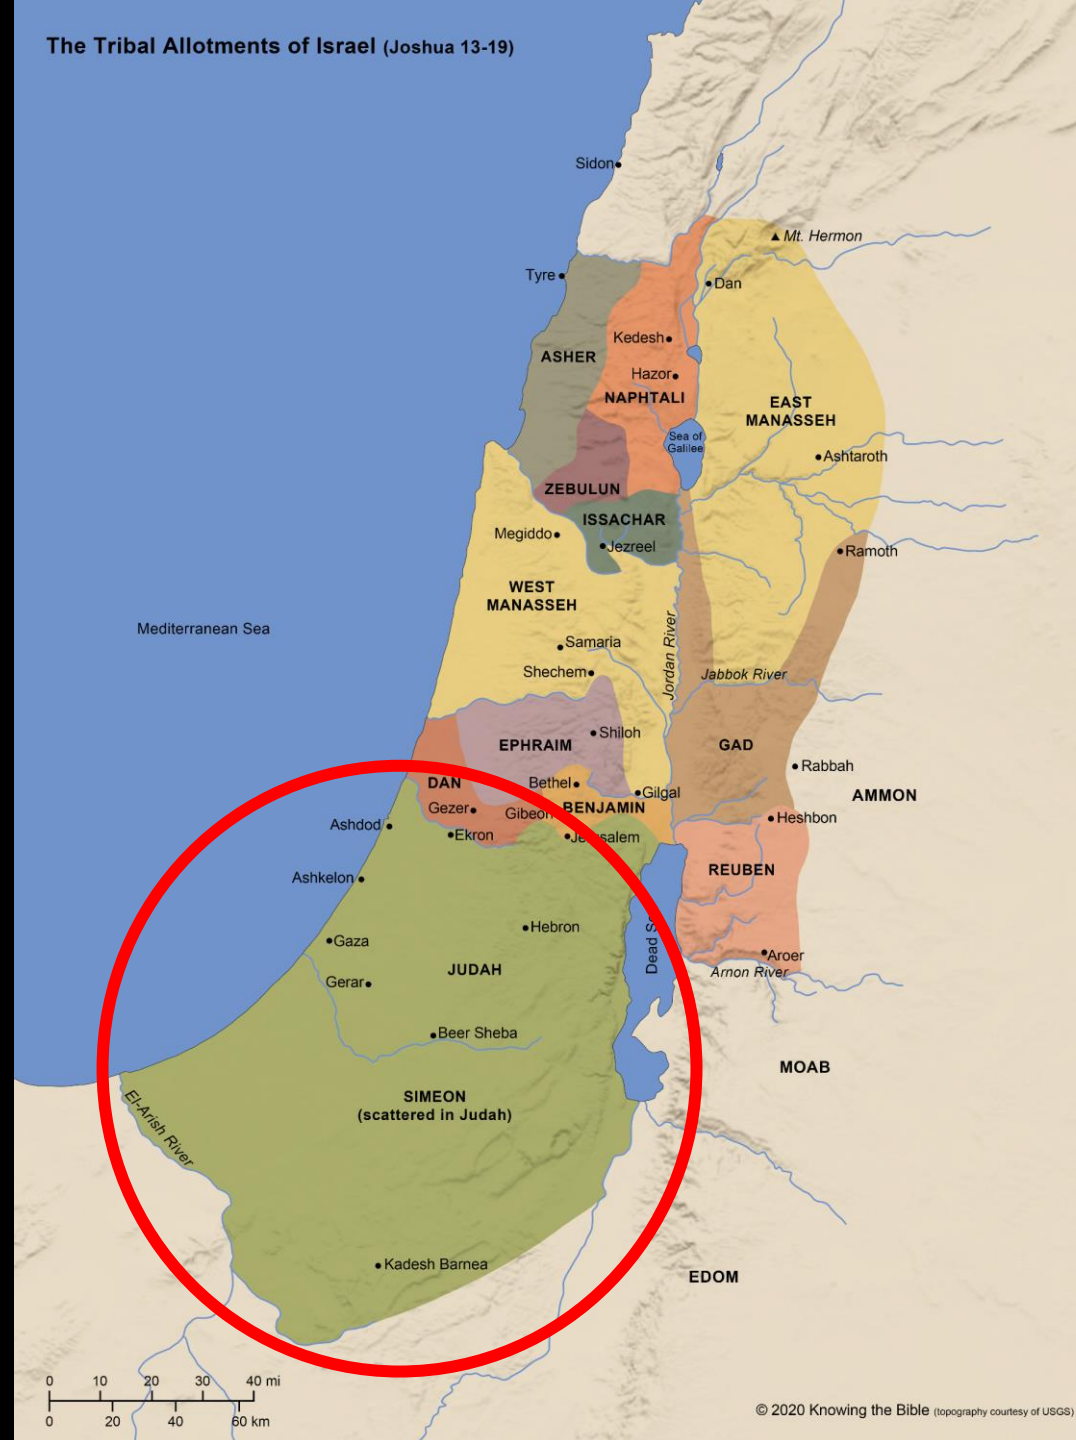 The Tribal Allotments of Israel (Joshua 13-19)
Sidon
Mt. Hermon
Tyre
Dan
Kedesh
ASHER
Hazor
NAPHTALI
EAST
MANASSEH
Sea of
Galilee
Ashtaroth
ZEBULUN
ISSACHAR
Megiddo
Jezreel
Ramoth
WEST
MANASSEH
Mediterranean Sea
Samaria
Jordan River
Shechem
Jabbok River
Shiloh
EPHRAIM
GAD
Rabbah
DAN
Bethel
Gilgal
AMMON
Gezer
Gibeon
BENJAMIN
Heshbon
Ashdod
Ekron
Jerusalem
REUBEN
Ashkelon
Hebron
Gaza
Dead
Aroer
JUDAH
Arnon River
Gerar
Beer Sheba
MOAB
SIMEON
(scattered in Judah)
El-Arish River
Kadesh Barnea
EDOM
0 10 20 30 40 mi
0 20 40 60 km
© 2020 Knowing the Bible (topography courtesy of USGS)